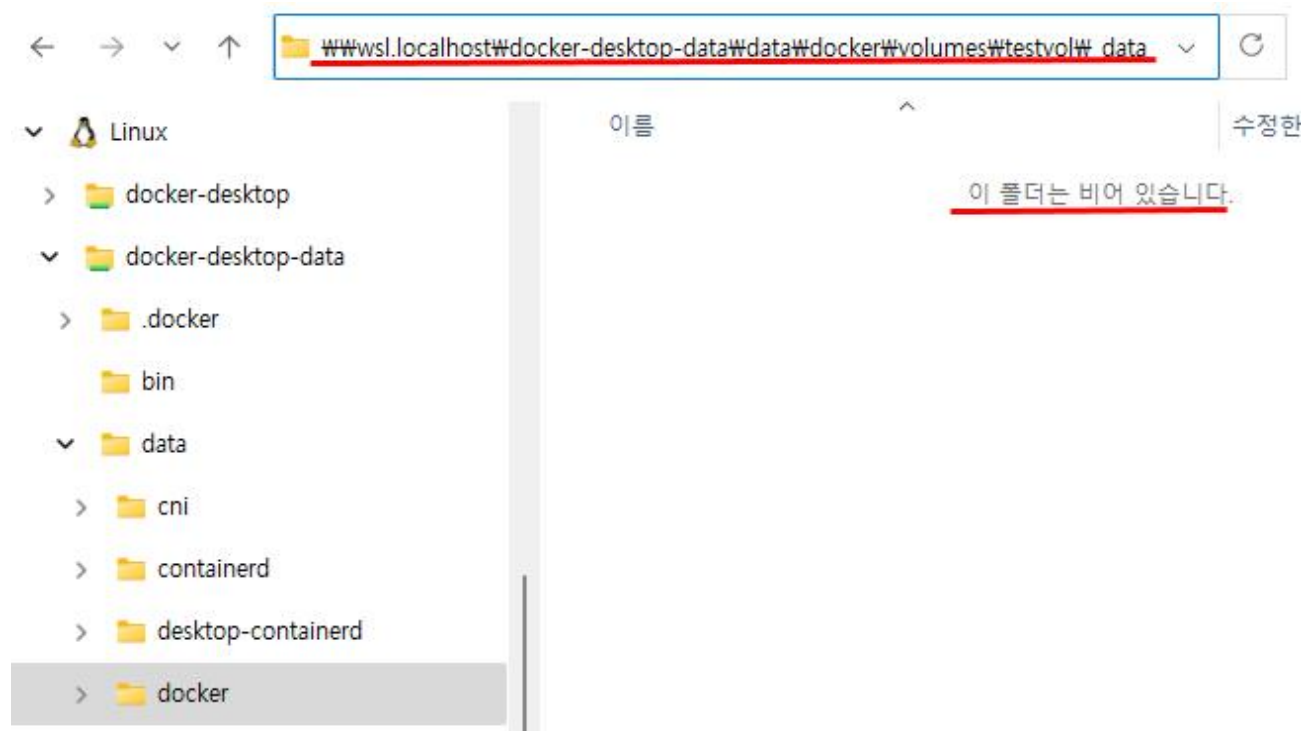 ₩₩wsl.localhost₩docker-desktop-data₩data₩docker₩volumes₩testvol₩_data
Linux
이름
수정한
docker-desktop
이 폴더는 비어 있습니다.
docker-desktop-data
.docker
bin
data
cni
containerd
desktop-containerd
docker